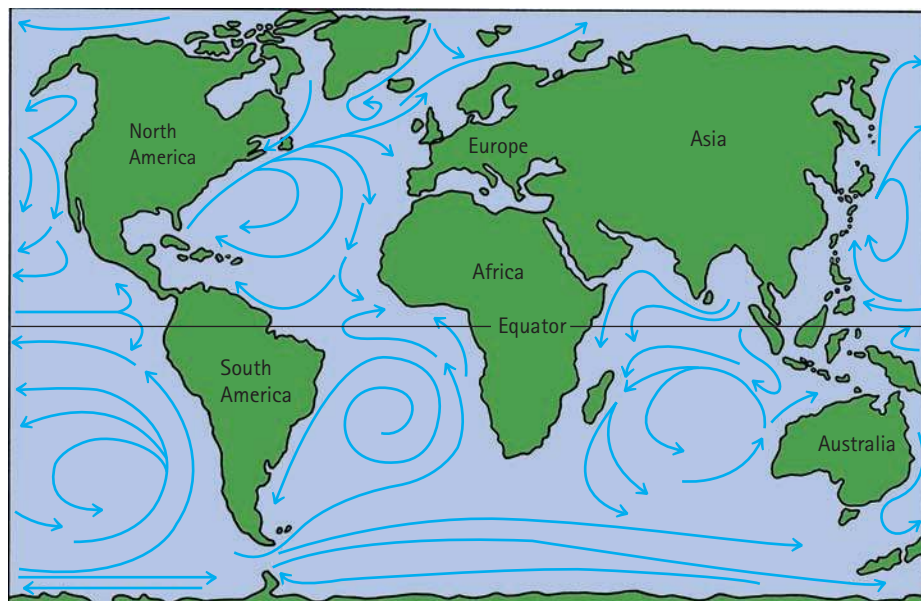 North
America
Europe
Asia
Africa
Equator
South
America
Australia